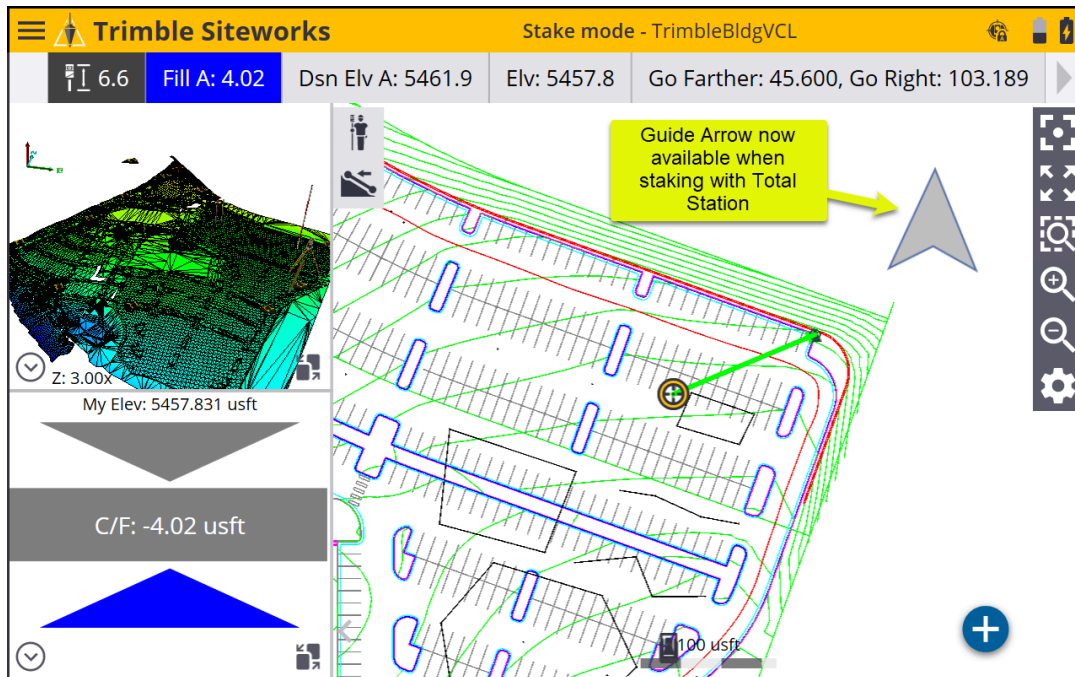 Trimble Siteworks
Stake mode - TrimbleBldgVCL
6.6
Fill A: 4.02
Dsn Elv A: 5461.9
Elv: 5457.8
Go Farther: 45.600, Go Right: 103.189
Guide Arrow now
available when
staking with Total
Station
Z: 3.00x
My Elev: 5457.831 usft
C/F: -4.02 usft
100 usft